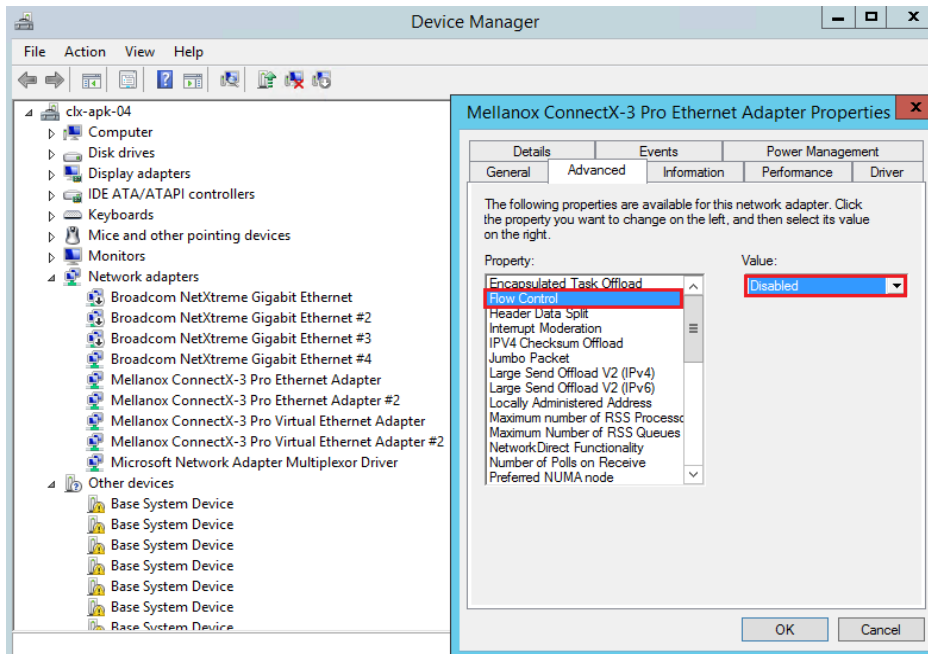 Device Manager
File Action View Help
clx-apk-04
Computer
Disk drives
Display adapters
IDE ATA/ATAPI controllers
Keyboards
Mice and other pointing devices
Monitors
Network adapters
Broadcom NetXtreme Gigabit Ethernet
Broadcom NetXtreme Gigabit Ethernet #2
Broadcom NetXtreme Gigabit Ethernet #3
Broadcom NetXtreme Gigabit Ethernet #4
Mellanox ConnectX-3 Pro Ethernet Adapter
Mellanox ConnectX-3 Pro Ethernet Adapter #2
Mellanox ConnectX-3 Pro Virtual Ethernet Adapter
Mellanox ConnectX-3 Pro Virtual Ethernet Adapter #2
Microsoft Network Adapter Multiplexor Driver
Other devices
Base System Device
Base System Device
Base System Device
Base System Device
Base System Device
Base System Device
Base System Device
Mellanox ConnectX-3 Pro Ethernet Adapter Properties
Details Events Power Management
General Advanced Information Performance Driver
The following properties are available for this network adapter. Click
the property you want to change on the left, and then select its value
on the right.
Property: Value:
Encapsulated Task Offload
Flow Control
Disabled
Header Data Split
Interrupt Moderation
IPV4 Checksum Offload
Jumbo Packet
Large Send Offload V2 (IPv4)
Large Send Offload V2 (IPv6)
Locally Administered Address
Maximum number of RSS Processo
Maximum Number of RSS Queues
NetworkDirect Functionality
Number of Polls on Receive
Preferred NUMA node
OK Cancel